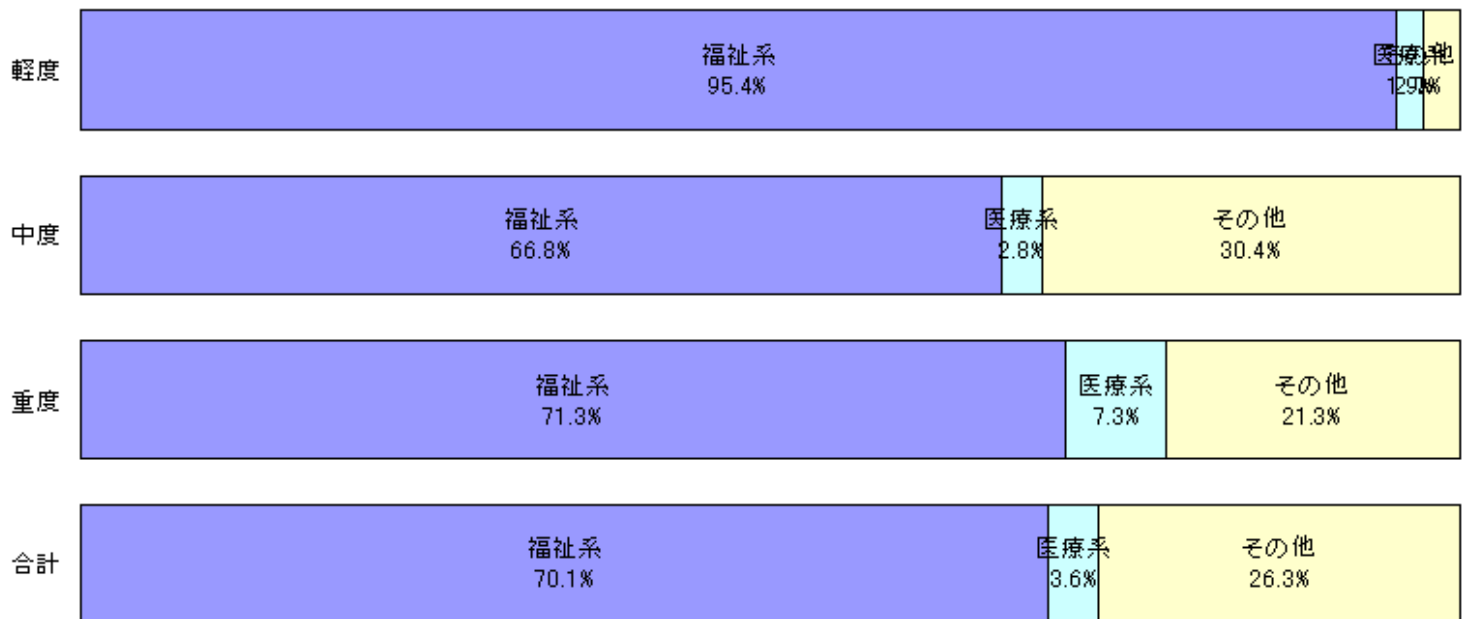 軽度
福祉系
95.4%
中度
福祉系
66.8%
医療系
2.8%
その他
30.4%
重度
福祉系
71.3%
医療系
7.3%
その他
21.3%
合計
福祉系
70.1%
医療系
3.6%
その他
26.3%